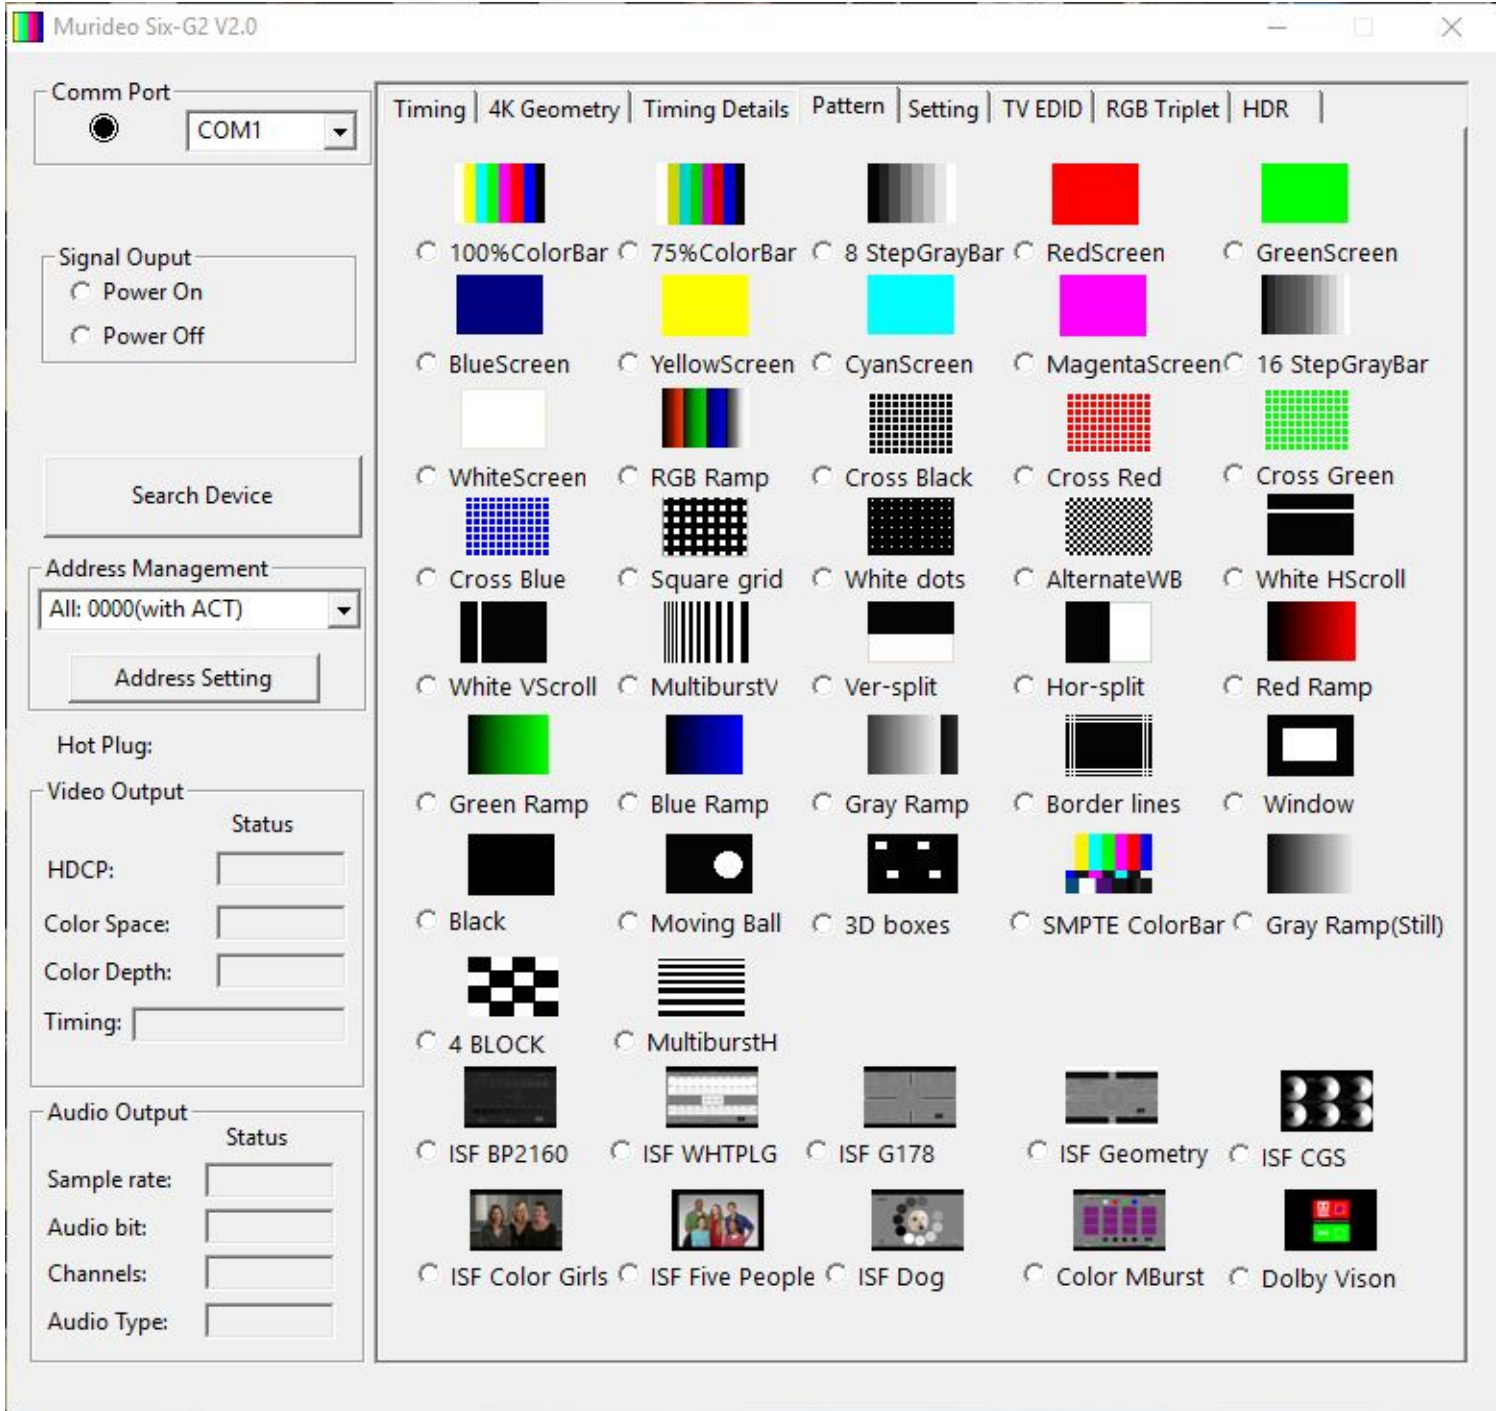 Murideo Six-G2 V2.0
Comm Port
COM1
Signal Ouput
Power On
Power Off
Search Device
Address Management
All: 0000(with ACT)
Address Setting
Hot Plug:
Video Output
Status
HDCP:
Color Space:
Color Depth:
Timing:
Audio Output
Status
Sample rate:
Audio bit:
Channels:
Audio Type:
Timing 4K Geometry Timing Details Pattern Setting TV EDID RGB Triplet HDR
100%ColorBar 75%ColorBar 8 StepGrayBar RedScreen GreenScreen
BlueScreen YellowScreen CyanScreen MagentaScreen 16 StepGrayBar
WhiteScreen RGB Ramp Cross Black Cross Red Cross Green
Cross Blue Square grid White dots AlternateWB White HScroll
White VScroll MultiburstV Ver-split Hor-split Red Ramp
Green Ramp Blue Ramp Gray Ramp Border lines Window
Black Moving Ball 3D boxes SMPTE ColorBar Gray Ramp(Still)
4 BLOCK MultiburstH
ISF BP2160 ISF WHTPLG ISF G178 ISF Geometry ISF CGS
ISF Color Girls ISF Five People ISF Dog Color MBurst Dolby Vison